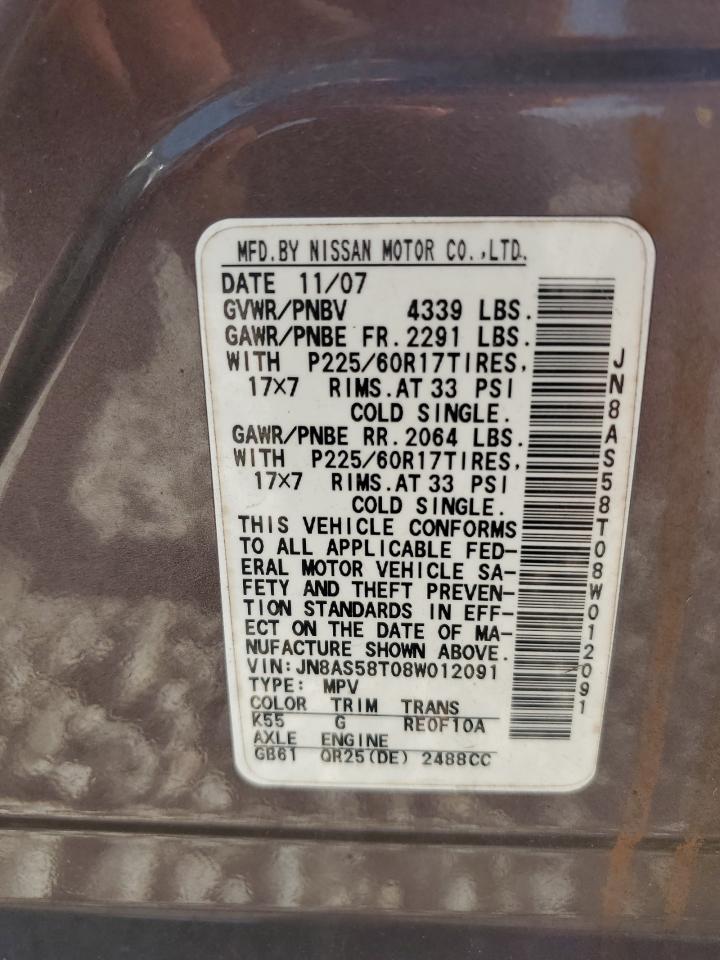 MFD.BY NISSAN MOTOR CO.,LTD.
DATE 11/07
GVWR/PNBV 4339 LBS.
GAWR/PNBE FR.2291 LBS.
WITH P225/60R17TIRES,
17×7 RIMS.AT 33 PSI
COLD SINGLE.
GAWR/PNBE RR.2064 LBS.
WITH P225/60R17TIRES,
17×7 RIMS.AT 33 PSI
COLD SINGLE.
THIS VEHICLE CONFORMS
TO ALL APPLICABLE FED-
ERAL MOTOR VEHICLE SA-
FETY AND THEFT PREVEN-
TION STANDARDS IN EFF-
ECT ON THE DATE OF MA-
NUFACTURE SHOWN ABOVE.
VIN:JN8AS58T08W012091
TYPE: MPV
COLOR TRIM TRANS
K55 G RE0F10A
AXLE ENGINE
GB61 QR25(DE) 2488CC
JN8AS58T08W012091